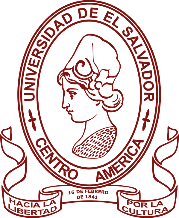 UNIVERSIDAD DE EL SALVADOR
CENTRO AMERICA
16 DE FEBRERO
DE 1841
HACIA LA
LIBERTAD
POR LA
CULTURA